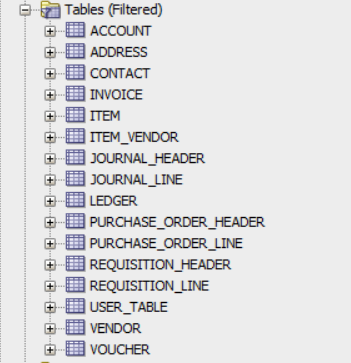 Tables (Filtered)
ACCOUNT
ADDRESS
CONTACT
INVOICE
ITEM
ITEM_VENDOR
JOURNAL_HEADER
JOURNAL_LINE
LEDGER
PURCHASE_ORDER_HEADER
PURCHASE_ORDER_LINE
REQUISITION_HEADER
REQUISITION_LINE
USER_TABLE
VENDOR
VOUCHER